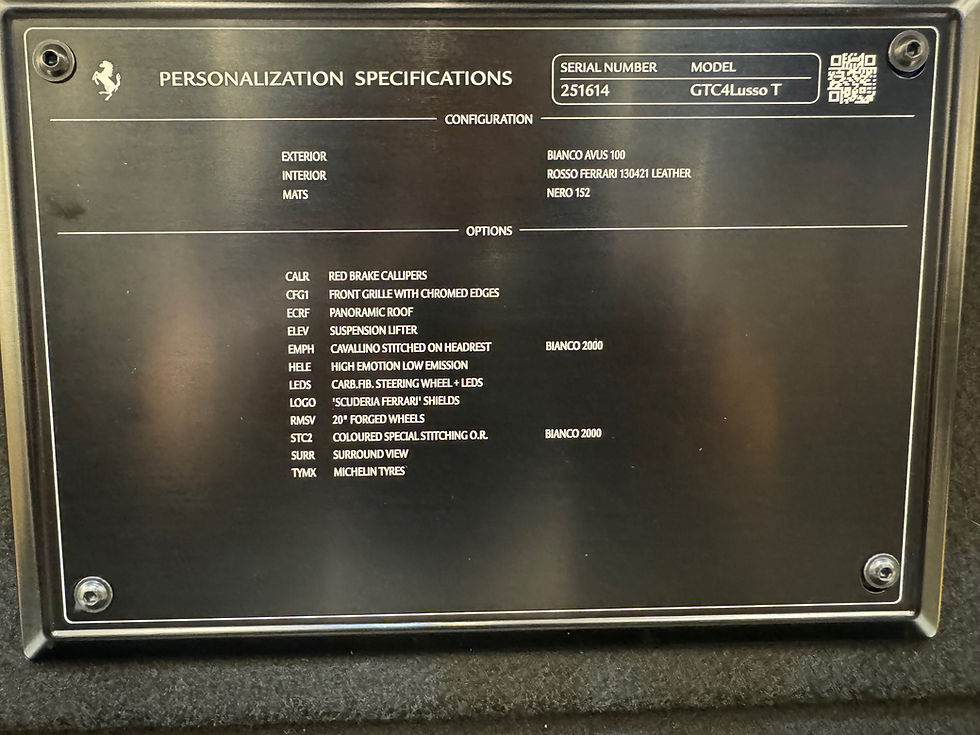 PERSONALIZATION SPECIFICATIONS
SERIAL NUMBER MODEL
251614 GTC4Lusso T
CONFIGURATION
EXTERIOR BIANCO AVUS 100
INTERIOR ROSSO FERRARI 130421 LEATHER
MATS NERO 152
OPTIONS
CALR RED BRAKE CALLIPERS
CFG1 FRONT GRILLE WITH CHROMED EDGES
ECRF PANORAMIC ROOF
ELEV SUSPENSION LIFTER
EMPH CAVALLINO STITCHED ON HEADREST BIANCO 2000
HELE HIGH EMOTION LOW EMISSION
LEDS CARB.FIB. STEERING WHEEL + LEDS
LOGO 'SCUDERIA FERRARI' SHIELDS
RMSV 20" FORGED WHEELS
STC2 COLOURED SPECIAL STITCHING O.R. BIANCO 2000
SURR SURROUND VIEW
TYMX MICHELIN TYRES